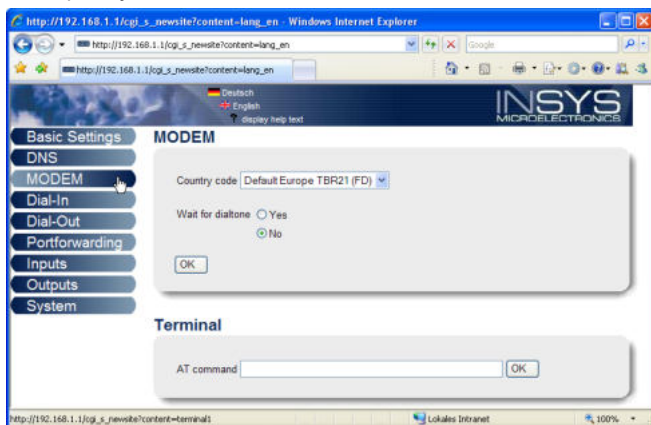 http://192.168.1.1/cgi_s_newsite?content=lang_en - Windows Internet Explorer
http://192.168.1.1/cgi_s_newsite?content=lang_en
Google
http://192.168.1.1/cgi_s_newsite?content=lang_en
Deutsch
English
? display help text
INSYS
MICROELECTRONICS
Basic Settings
DNS
MODEM
Dial-In
Dial-Out
Portforwarding
Inputs
Outputs
System
MODEM
Country code Default Europe TBR21 (FD)
Wait for dialtone Yes
No
OK
Terminal
AT command OK
http://192.168.1.1/cgi_s_newsite?content=terminal1
Lokales Intranet
100%